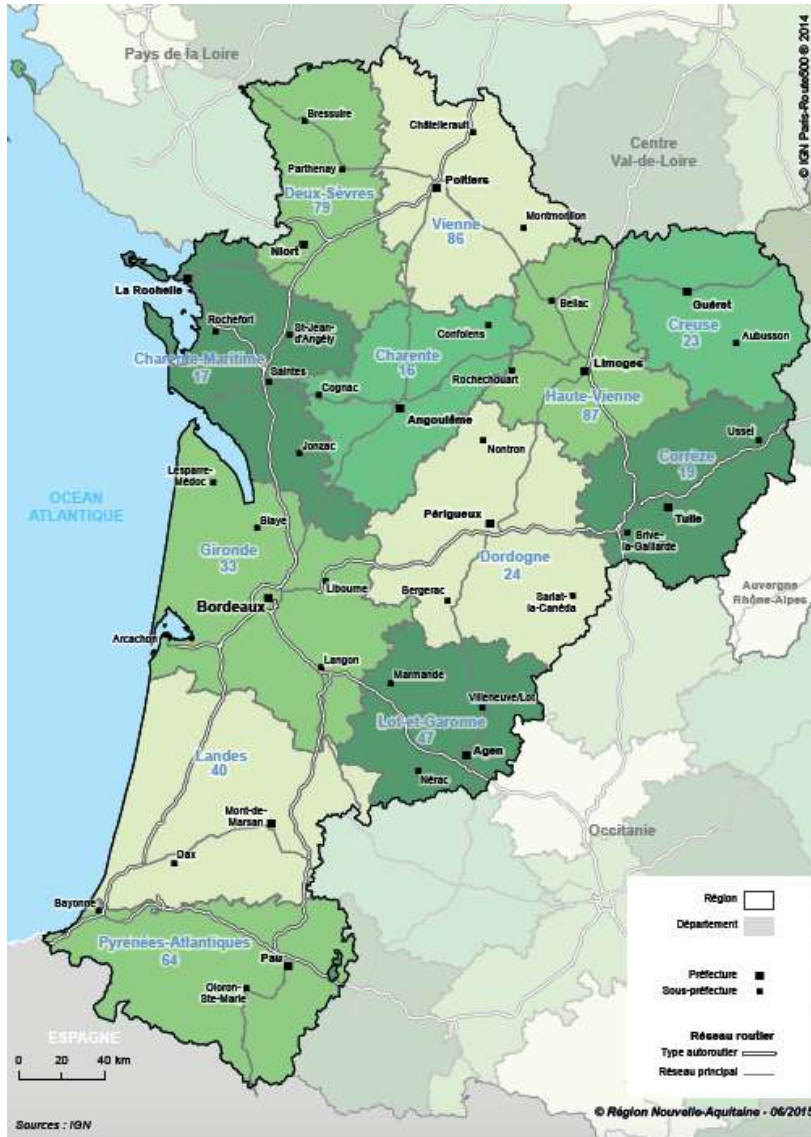 Pays de la Loire
© IGN Paris-Route500 ® 2014
Bressuire
Châtellerault
Centre
Val-de-Loire
Parthenay
Poitiers
Deux-Sèvres
79
Vienne
86
Montmorillon
Niort
La Rochelle
Rochefort
St-Jean-
d'Angély
Confolens
Bellac
Guéret
Creuse
23
Aubusson
Charente-Maritime
17
Charente
16
Saintes
Cognac
Rochechouart
Limoges
Haute-Vienne
87
Angoulême
Jonzac
Nontron
Ussel
Corrèze
19
Lesparre-
Médoc
OCEAN
ATLANTIQUE
Blaye
Périgueux
Tulle
Brive-
la-Gaillarde
Gironde
33
Dordogne
24
Libourne
Bergerac
Sarlat-
la-Canéda
Auvergne
Rhône-Alpes
Bordeaux
Arcachon
Langon
Marmande
Villeneuve/Lot
Lot-et-Garonne
47
Agen
Nérac
Landes
40
Mont-de-
Marsan
Dax
Occitanie
Bayonne
Pyrénées-Atlantiques
64
Pau
Oloron-
Ste-Marie
ESPAGNE
0 20 40 km
Région
Département
Préfecture
Sous-préfecture
Réseau routier
Type autoroutier
Réseau principal
© Région Nouvelle-Aquitaine - 06/2015
Sources : IGN